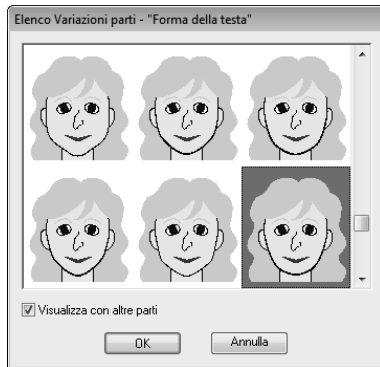 Elenco Variazioni parti - "Forma della testa"
Visualizza con altre parti
OK
Annulla